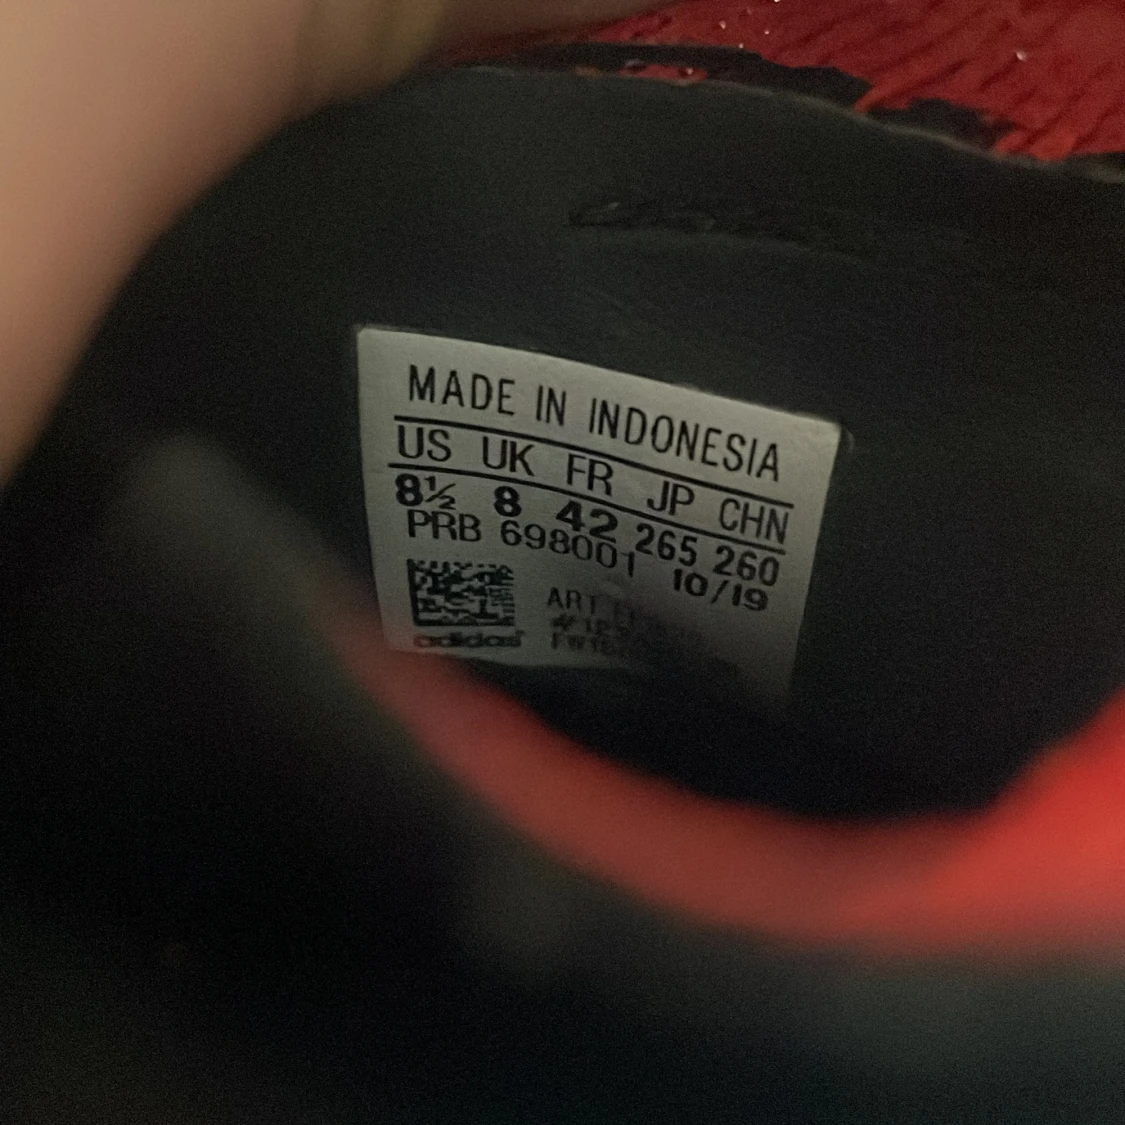 MADE IN INDONESIA
US UK FR JP CHN
8½ 8 42 265 260
PRB 698001 10/19
ART
adidas